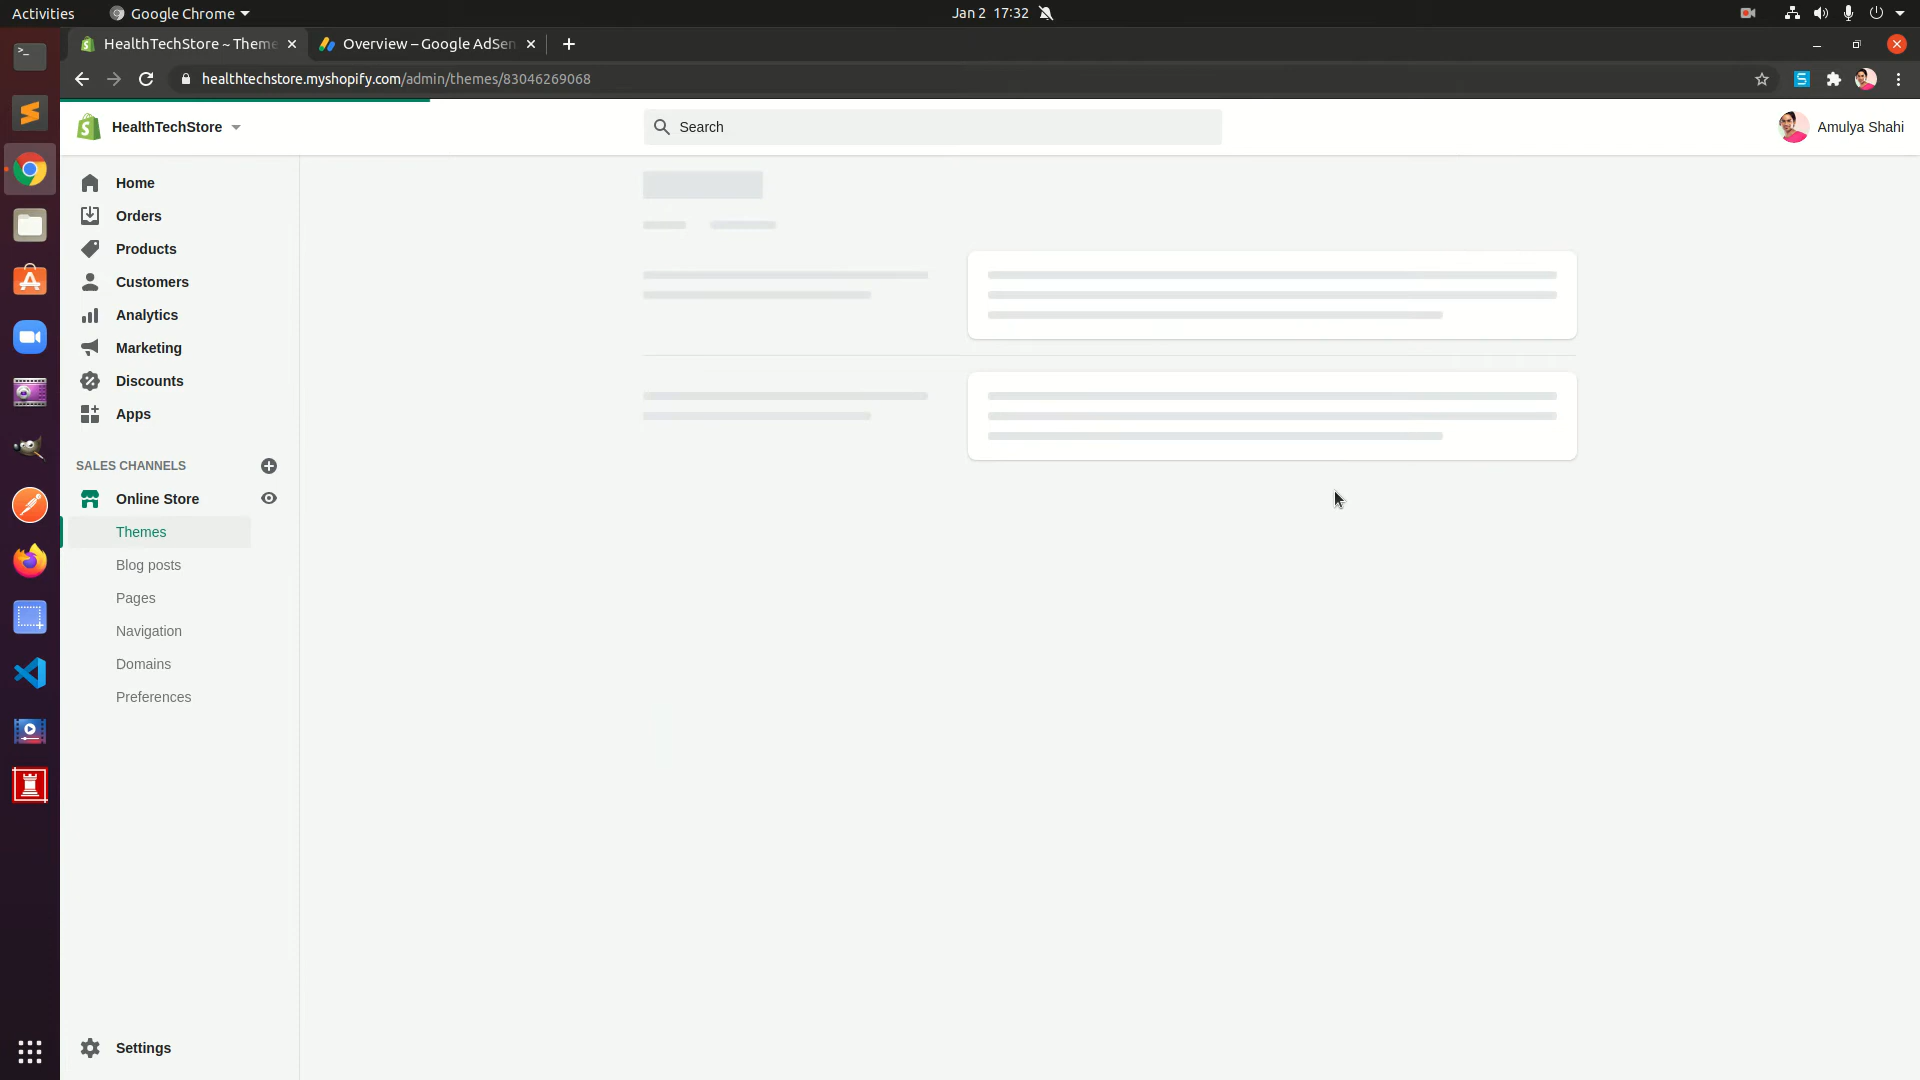 Activities
Google Chrome
Jan 2 17:32
HealthTechStore ~ Theme
Overview – Google AdSen
healthtechstore.myshopify.com/admin/themes/83046269068
HealthTechStore
Search
Amulya Shahi
Home
Orders
Products
Customers
Analytics
Marketing
Discounts
Apps
SALES CHANNELS
Online Store
Themes
Blog posts
Pages
Navigation
Domains
Preferences
Settings